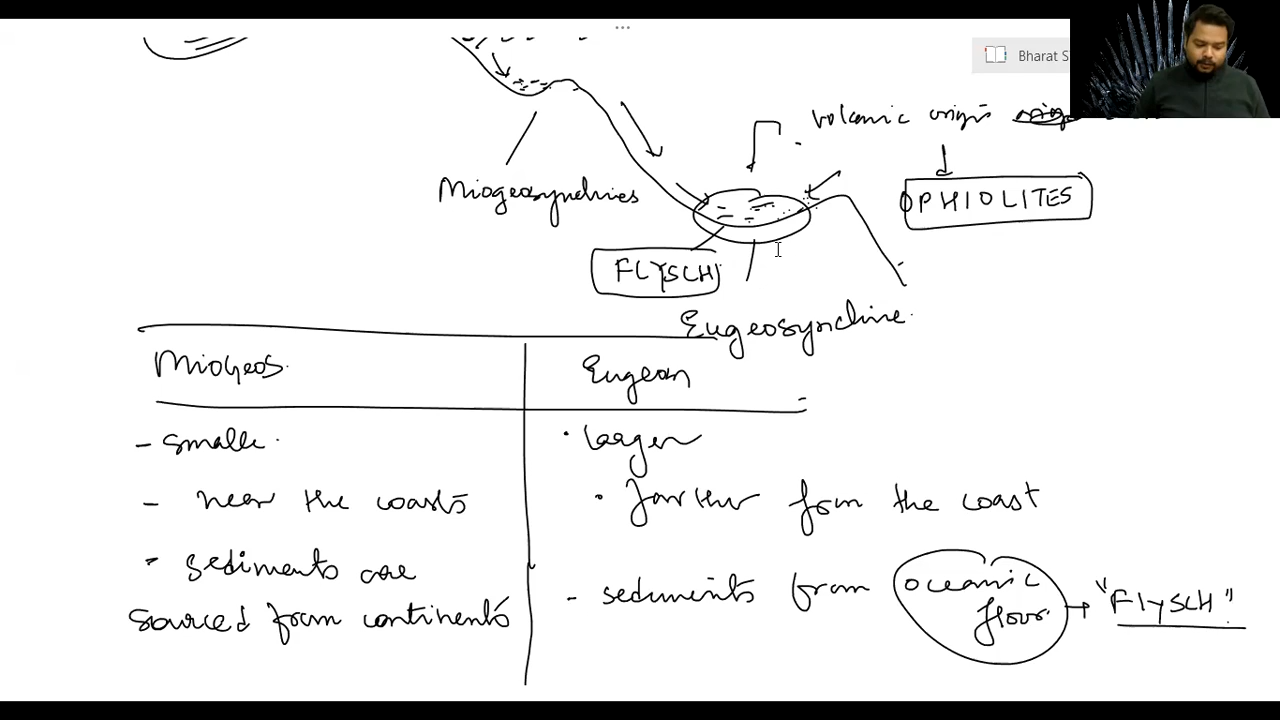 Bharat S
volcanic origin
OPHIOLITES
Miogeosynclines
FLYSCH
Eugeosyncline
MioGeos.
Eugeon
- smaller
• larger
- near the coasts
• farther from the coast
- sediments are
sourced from continents
- sediments from oceanic
floor → "FlySCH"